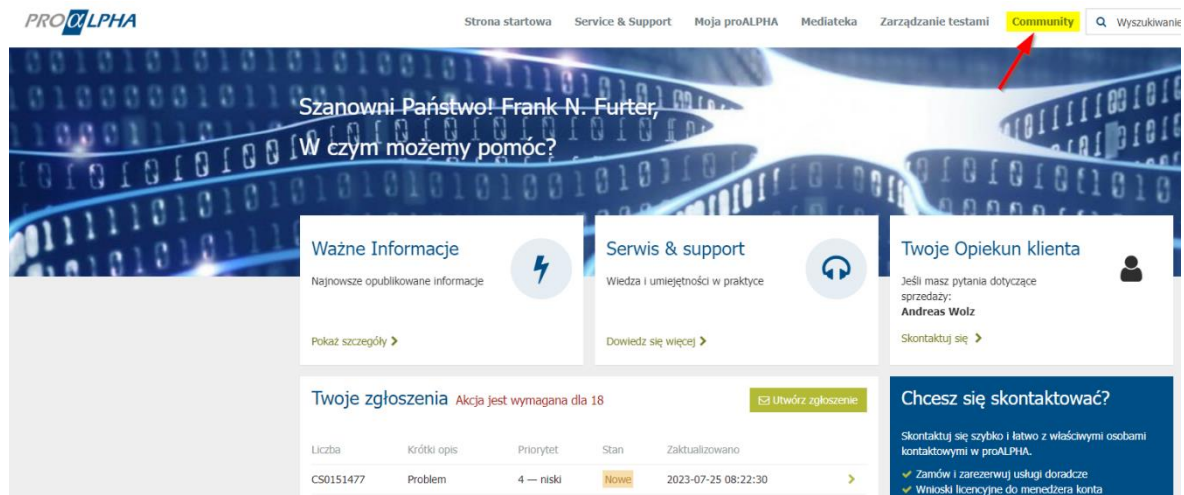 PROALPHA
Strona startowa Service & Support Moja proALPHA Mediateka Zarządzanie testami Community Wyszukiwanie
Szanowni Państwo! Frank N. Furter,
W czym możemy pomóc?
Ważne Informacje
Najnowsze opublikowane informacje
Pokaż szczegóły
Serwis & support
Wiedza i umiejętności w praktyce
Dowiedz się więcej
Twoje Opiekun klienta
Jeśli masz pytania dotyczące
sprzedaży:
Andreas Wolz
Skontaktuj się
Twoje zgłoszenia Akcja jest wymagana dla 18
Utwórz zgłoszenie
Liczba Krótki opis Priorytet Stan Zaktualizowano
CS0151477 Problem 4 — niski Nowe 2023-07-25 08:22:30
Chcesz się skontaktować?
Skontaktuj się szybko i łatwo z właściwymi osobami
kontaktowymi w proALPHA.
Zamów i zarezerwuj usługi doradcze
Wnioski licencyjne do menedżera konta